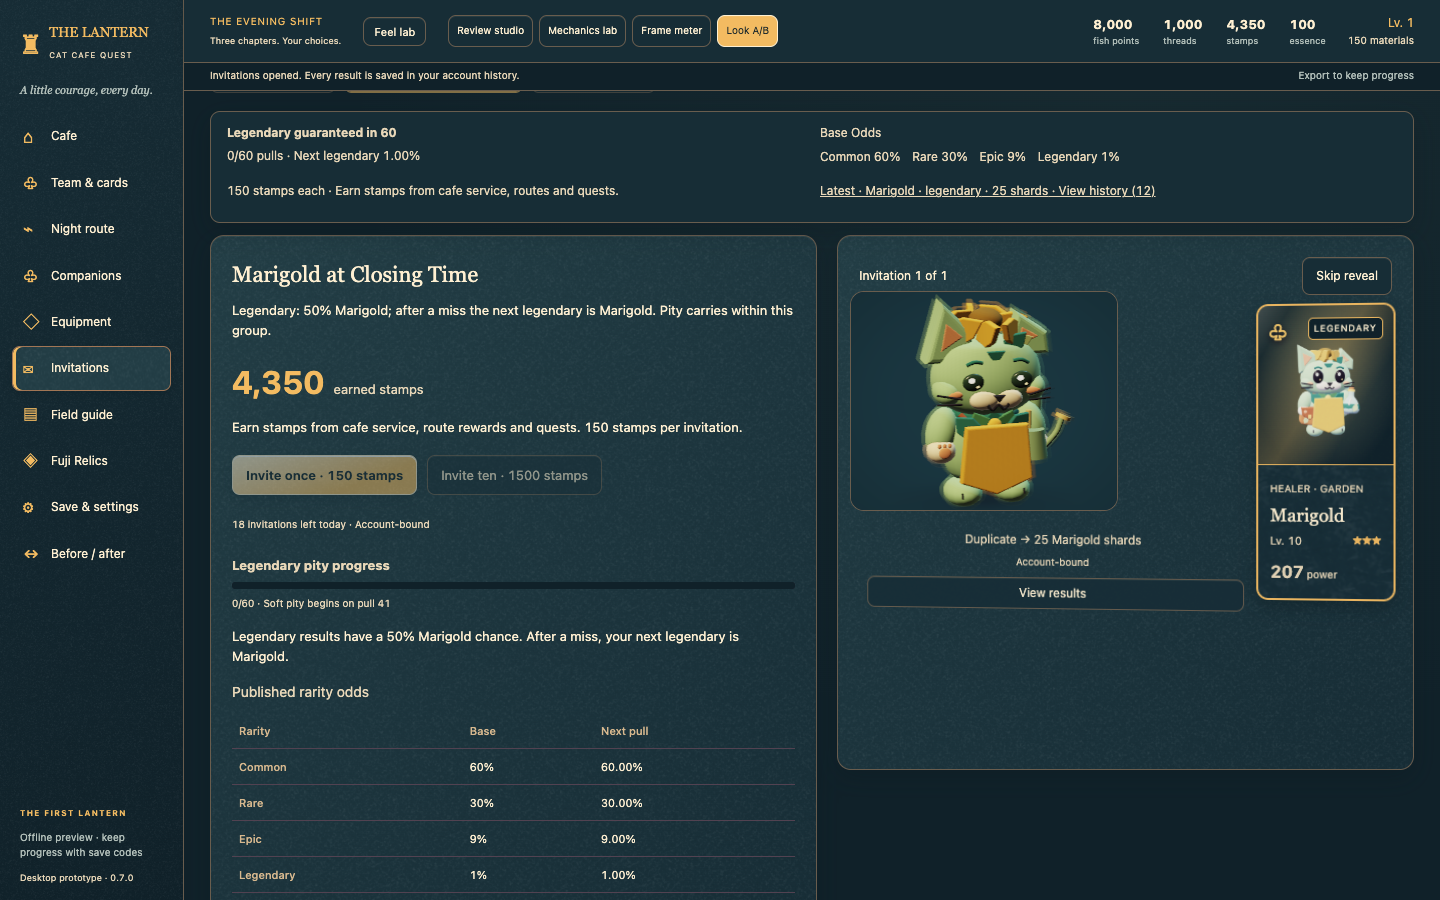 THE LANTERN
CAT CAFE QUEST
A little courage, every day.
Cafe
Team & cards
Night route
Companions
Equipment
Invitations
Field guide
Fuji Relics
Save & settings
Before / after
THE FIRST LANTERN
Offline preview · keep
progress with save codes
Desktop prototype · 0.7.0
THE EVENING SHIFT
Three chapters. Your choices.
Feel lab
Review studio
Mechanics lab
Frame meter
Look A/B
8,000
fish points
1,000
threads
4,350
stamps
100
essence
Lv. 1
150 materials
Invitations opened. Every result is saved in your account history.
Export to keep progress
Legendary guaranteed in 60
0/60 pulls · Next legendary 1.00%
150 stamps each · Earn stamps from cafe service, routes and quests.
Base Odds
Common 60% Rare 30% Epic 9% Legendary 1%
Latest · Marigold · legendary · 25 shards · View history (12)
Marigold at Closing Time
Legendary: 50% Marigold; after a miss the next legendary is Marigold. Pity carries within this
group.
4,350 earned stamps
Earn stamps from cafe service, route rewards and quests. 150 stamps per invitation.
Invite once · 150 stamps
Invite ten · 1500 stamps
18 invitations left today · Account-bound
Legendary pity progress
0/60 · Soft pity begins on pull 41
Legendary results have a 50% Marigold chance. After a miss, your next legendary is
Marigold.
Published rarity odds
Rarity Base Next pull
Common 60% 60.00%
Rare 30% 30.00%
Epic 9% 9.00%
Legendary 1% 1.00%
Invitation 1 of 1
Skip reveal
Duplicate → 25 Marigold shards
Account-bound
View results
LEGENDARY
HEALER · GARDEN
Marigold
Lv. 10 ★★★
207 power